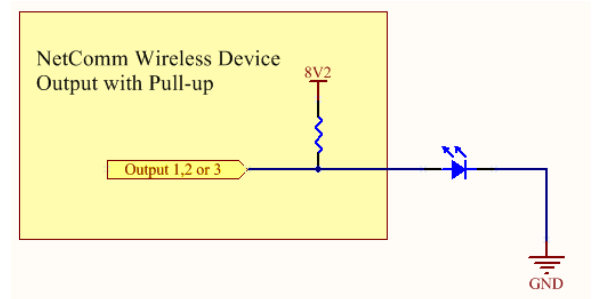 NetComm Wireless Device
Output with Pull-up
8V2
Output 1,2 or 3
GND